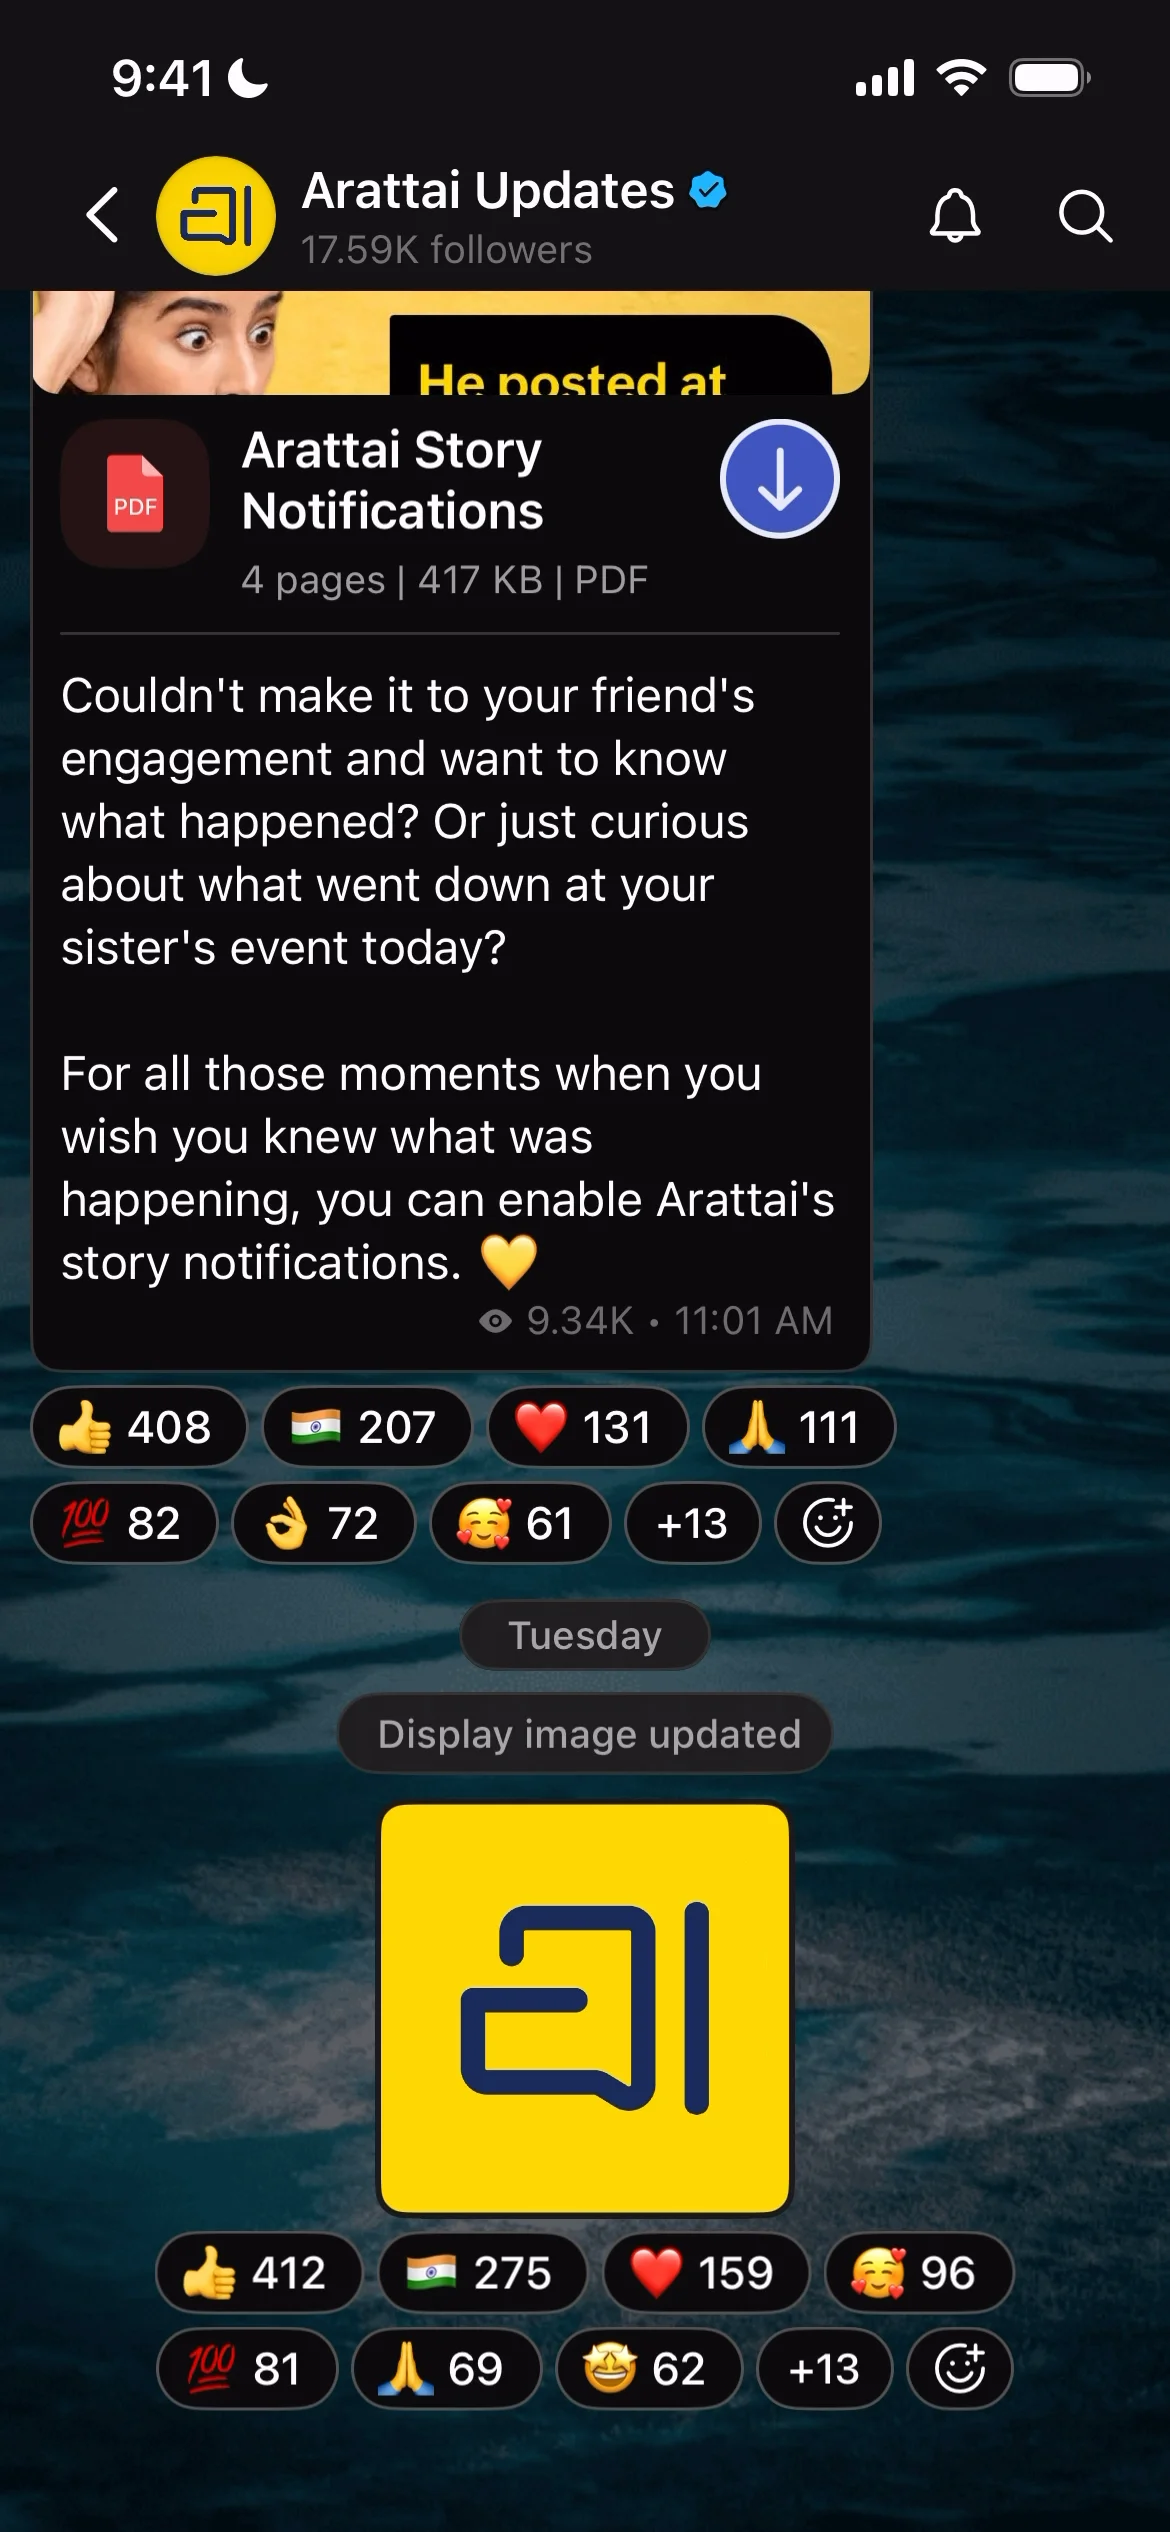 9:41
Arattai Updates
17.59K followers
He posted at
Arattai Story
Notifications
PDF
4 pages | 417 KB | PDF
Couldn't make it to your friend's
engagement and want to know
what happened? Or just curious
about what went down at your
sister's event today?
For all those moments when you
wish you knew what was
happening, you can enable Arattai's
story notifications. 💛
9.34K • 11:01 AM
👍 408 🇮🇳 207 ❤️ 131 🙏 111
💯 82 👌 72 🥰 61 +13
Tuesday
Display image updated
👍 412 🇮🇳 275 ❤️ 159 🥰 96
💯 81 🙏 69 🤩 62 +13